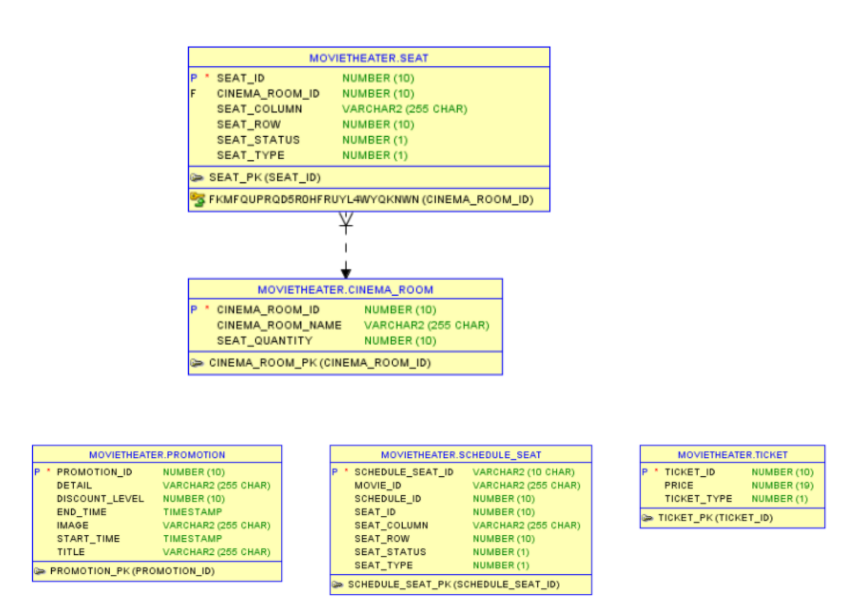 MOVIETHEATER.SEAT
P * SEAT_ID NUMBER (10)
F CINEMA_ROOM_ID NUMBER (10)
SEAT_COLUMN VARCHAR2 (255 CHAR)
SEAT_ROW NUMBER (10)
SEAT_STATUS NUMBER (1)
SEAT_TYPE NUMBER (1)
SEAT_PK (SEAT_ID)
FKMFQUPRQD5R0HFRUYL4WYQKNWN (CINEMA_ROOM_ID)
MOVIETHEATER.CINEMA_ROOM
P * CINEMA_ROOM_ID NUMBER (10)
CINEMA_ROOM_NAME VARCHAR2 (255 CHAR)
SEAT_QUANTITY NUMBER (10)
CINEMA_ROOM_PK (CINEMA_ROOM_ID)
MOVIETHEATER.PROMOTION
P * PROMOTION_ID NUMBER (10)
DETAIL VARCHAR2 (255 CHAR)
DISCOUNT_LEVEL NUMBER (10)
END_TIME TIMESTAMP
IMAGE VARCHAR2 (255 CHAR)
START_TIME TIMESTAMP
TITLE VARCHAR2 (255 CHAR)
PROMOTION_PK (PROMOTION_ID)
MOVIETHEATER.SCHEDULE_SEAT
P * SCHEDULE_SEAT_ID VARCHAR2 (10 CHAR)
MOVIE_ID VARCHAR2 (255 CHAR)
SCHEDULE_ID NUMBER (10)
SEAT_ID NUMBER (10)
SEAT_COLUMN VARCHAR2 (255 CHAR)
SEAT_ROW NUMBER (10)
SEAT_STATUS NUMBER (1)
SEAT_TYPE NUMBER (1)
SCHEDULE_SEAT_PK (SCHEDULE_SEAT_ID)
MOVIETHEATER.TICKET
P * TICKET_ID NUMBER (10)
PRICE NUMBER (19)
TICKET_TYPE NUMBER (1)
TICKET_PK (TICKET_ID)